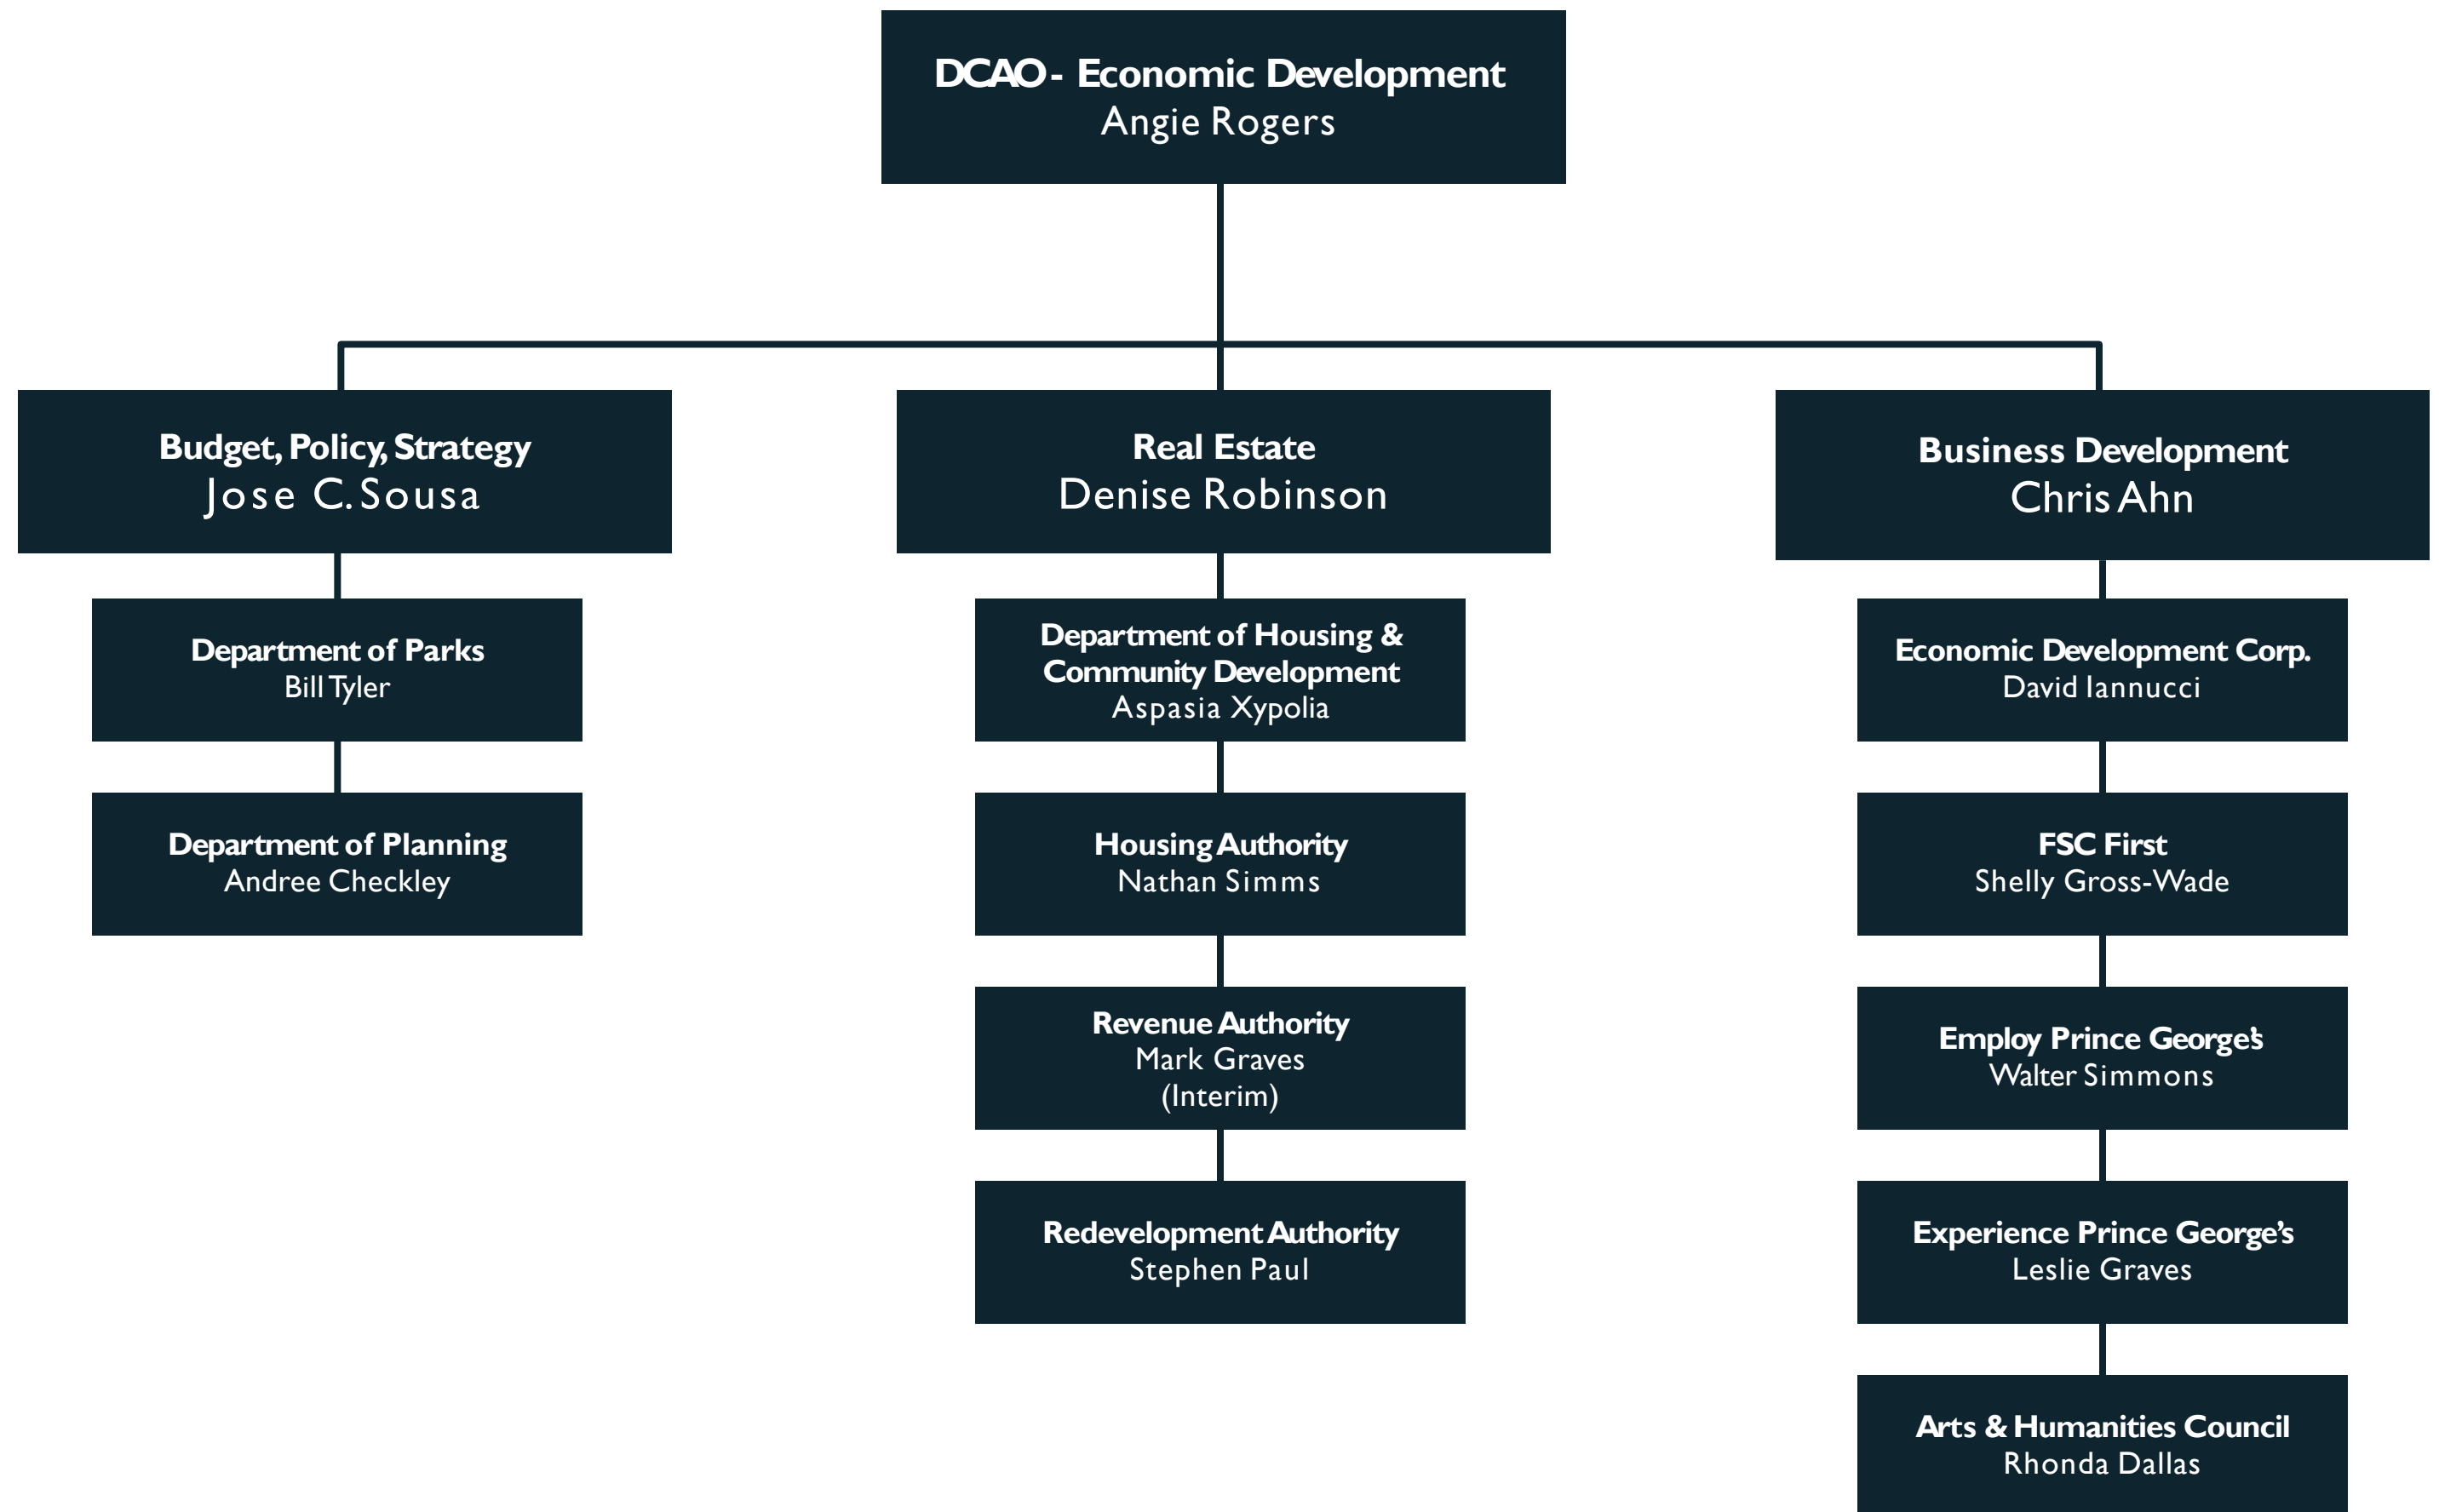 DCAO - Economic Development
Angie Rogers
Budget, Policy, Strategy
Jose C. Sousa
Real Estate
Denise Robinson
Business Development
Chris Ahn
Department of Parks
Bill Tyler
Department of Planning
Andree Checkley
Department of Housing &
Community Development
Aspasia Xypolia
Housing Authority
Nathan Simms
Revenue Authority
Mark Graves
(Interim)
Redevelopment Authority
Stephen Paul
Economic Development Corp.
David Iannucci
FSC First
Shelly Gross-Wade
Employ Prince George's
Walter Simmons
Experience Prince George’s
Leslie Graves
Arts & Humanities Council
Rhonda Dallas